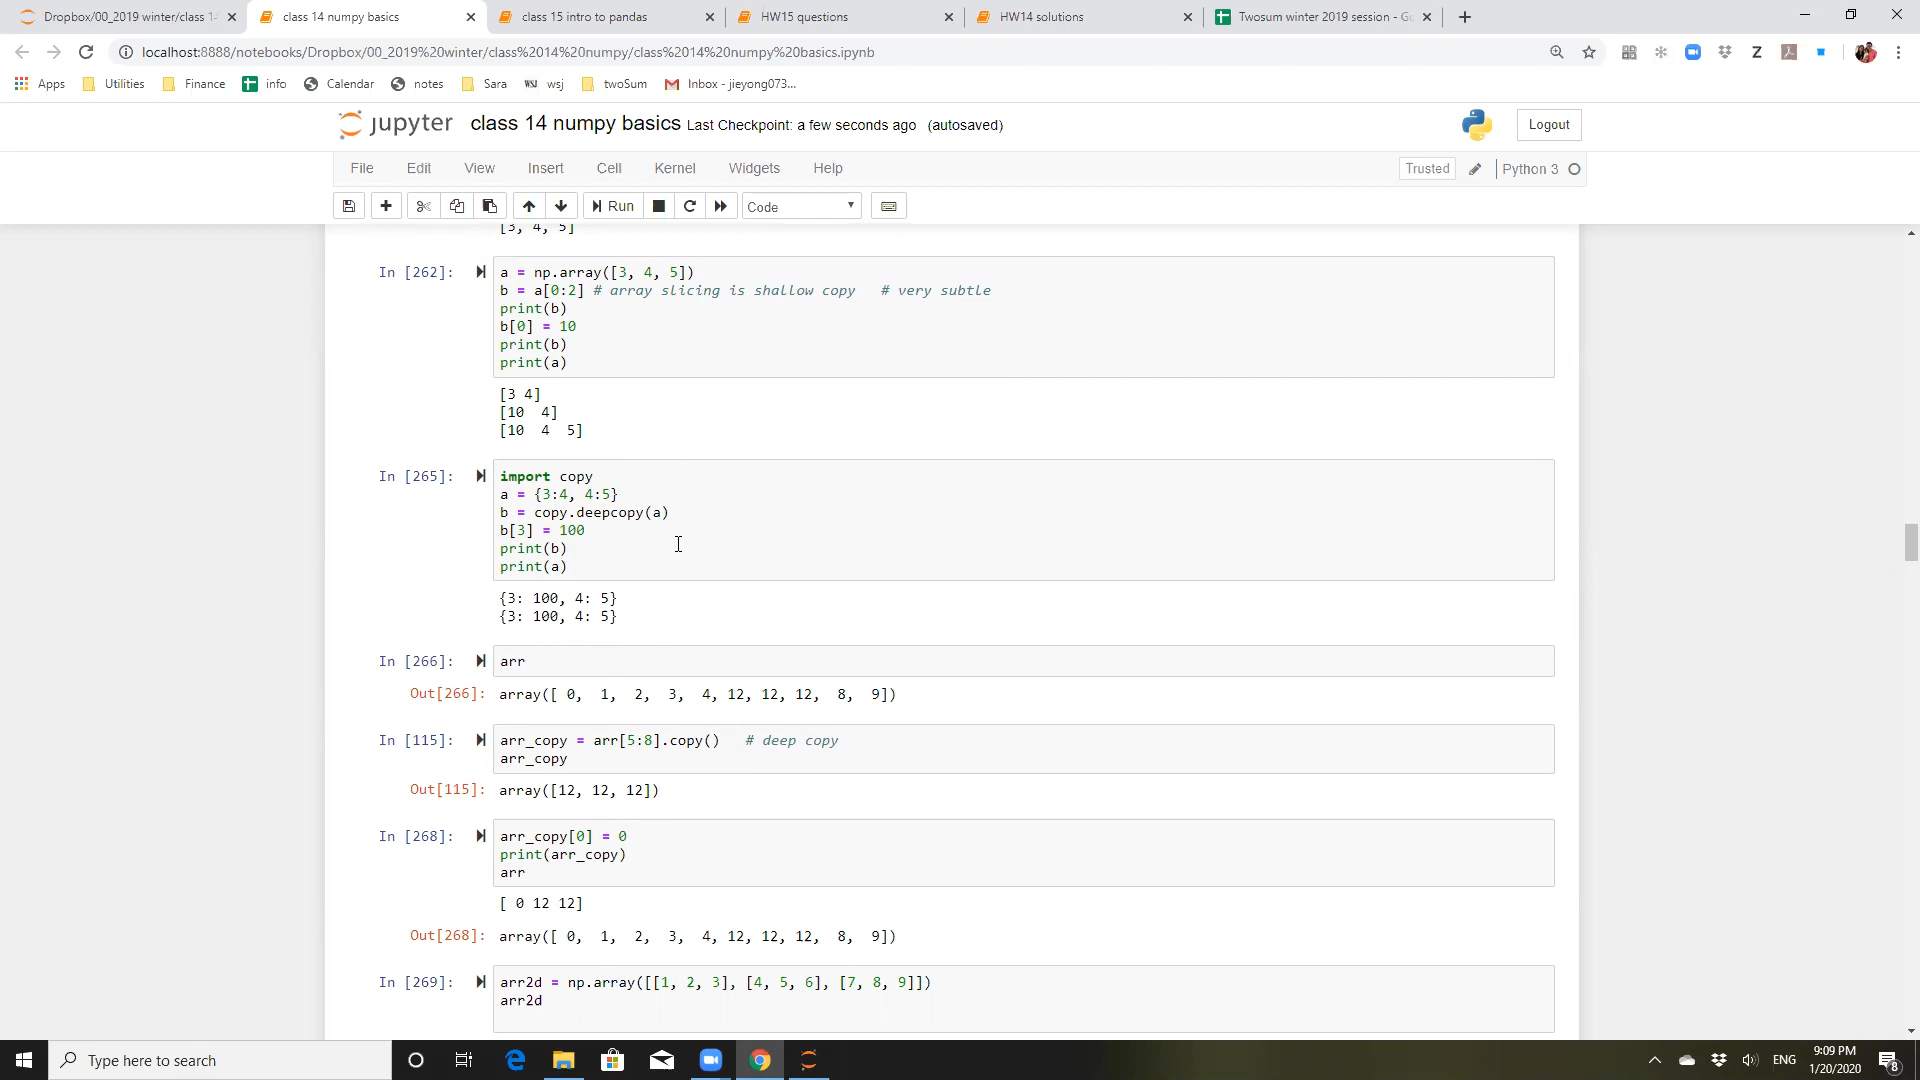 Dropbox/00_2019 winter/class 14
class 14 numpy basics
class 15 intro to pandas
HW15 questions
HW14 solutions
Twosum winter 2019 session - G
localhost:8888/notebooks/Dropbox/00_2019%20winter/class%2014%20numpy/class%2014%20numpy%20basics.ipynb
Apps
Utilities
Finance
info
Calendar
notes
Sara
WSJ wsj
twoSum
Inbox - jieyong073...
jupyter class 14 numpy basics Last Checkpoint: a few seconds ago (autosaved)
Logout
File Edit View Insert Cell Kernel Widgets Help
Trusted
Python 3
Run
Code
[3, 4, 5]
In [262]: a = np.array([3, 4, 5])
b = a[0:2] # array slicing is shallow copy # very subtle
print(b)
b[0] = 10
print(b)
print(a)
[3 4]
[10 4]
[10 4 5]
In [265]: import copy
a = {3:4, 4:5}
b = copy.deepcopy(a)
b[3] = 100
print(b)
print(a)
{3: 100, 4: 5}
{3: 100, 4: 5}
In [266]: arr
Out[266]: array([ 0, 1, 2, 3, 4, 12, 12, 12, 8, 9])
In [115]: arr_copy = arr[5:8].copy() # deep copy
arr_copy
Out[115]: array([12, 12, 12])
In [268]: arr_copy[0] = 0
print(arr_copy)
arr
[ 0 12 12]
Out[268]: array([ 0, 1, 2, 3, 4, 12, 12, 12, 8, 9])
In [269]: arr2d = np.array([[1, 2, 3], [4, 5, 6], [7, 8, 9]])
arr2d
Type here to search
ENG
9:09 PM
1/20/2020
8